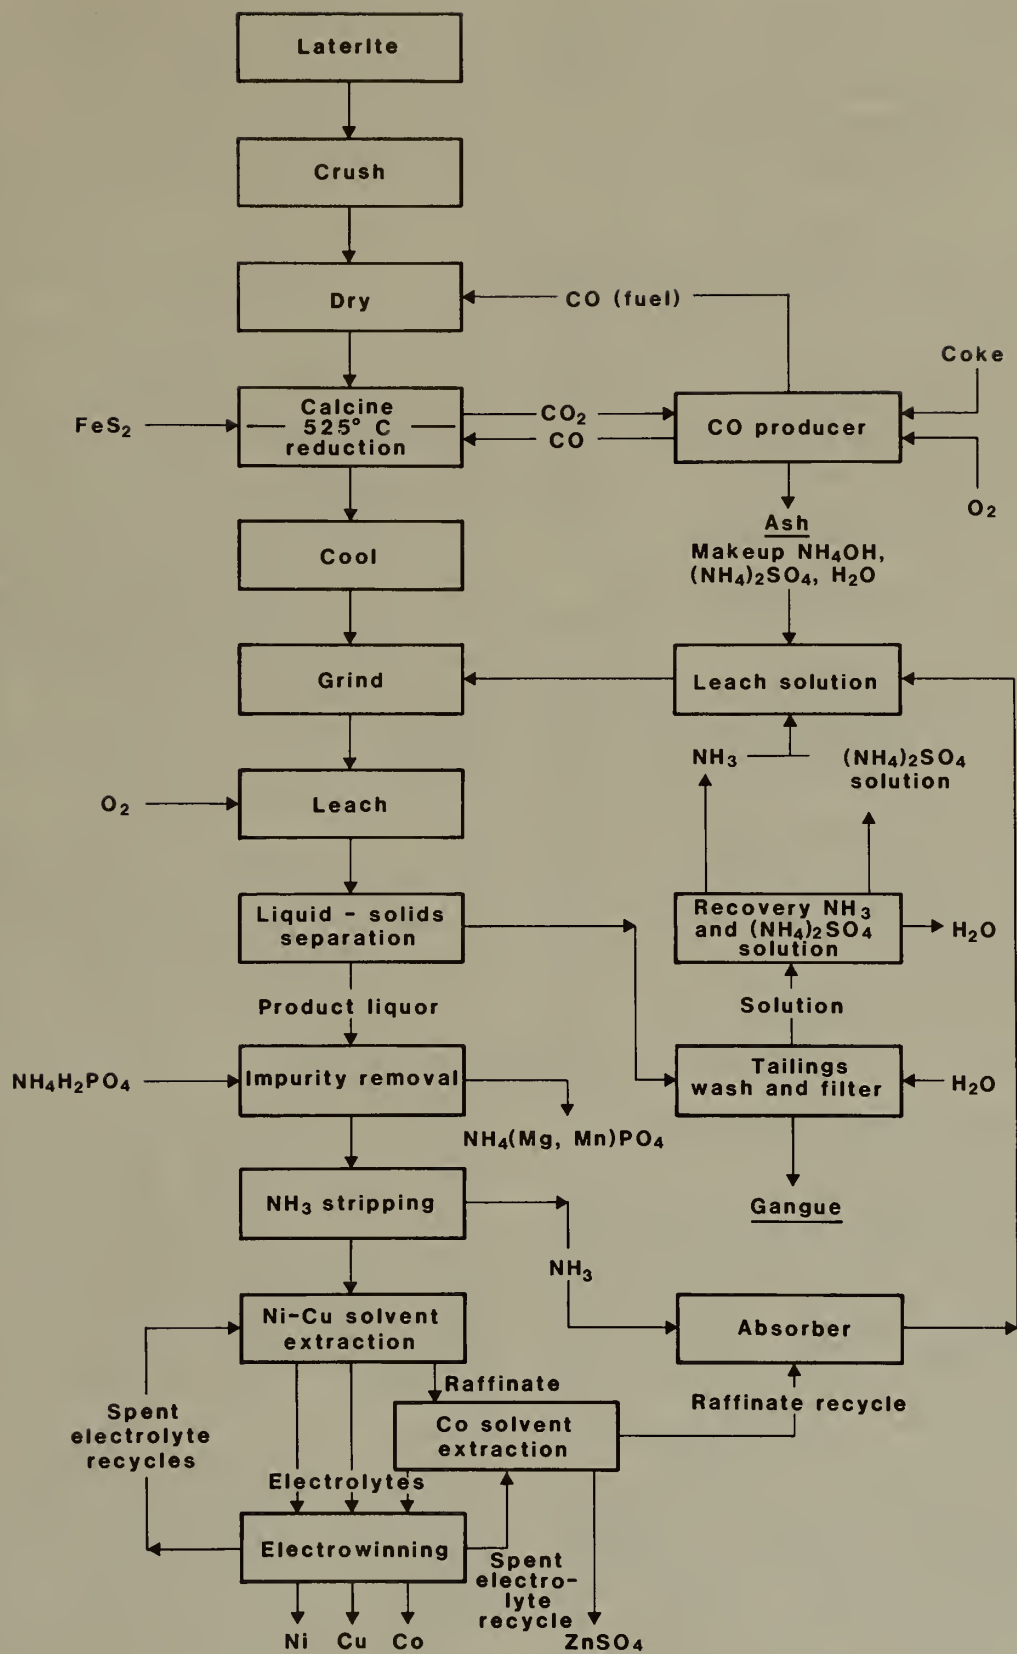 Laterite
Crush
Dry
CO (fuel)
Coke
FeS2
Calcine
525° C
reduction
CO2
CO
CO producer
O2
Cool
Ash
Makeup NH4OH,
(NH4)2SO4, H2O
Grind
Leach solution
NH3
(NH4)2SO4
solution
O2
Leach
Liquid - solids
separation
Recovery NH3
and (NH4)2SO4
solution
H2O
Product liquor
Solution
NH4H2PO4
Impurity removal
Tailings
wash and filter
H2O
NH4(Mg, Mn)PO4
NH3 stripping
Gangue
NH3
Ni-Cu solvent
extraction
Absorber
Raffinate
Raffinate recycle
Spent
electrolyte
recycles
Co solvent
extraction
Electrolytes
Electrowinning
Spent
electro-
lyte
recycle
Ni
Cu
Co
ZnSO4